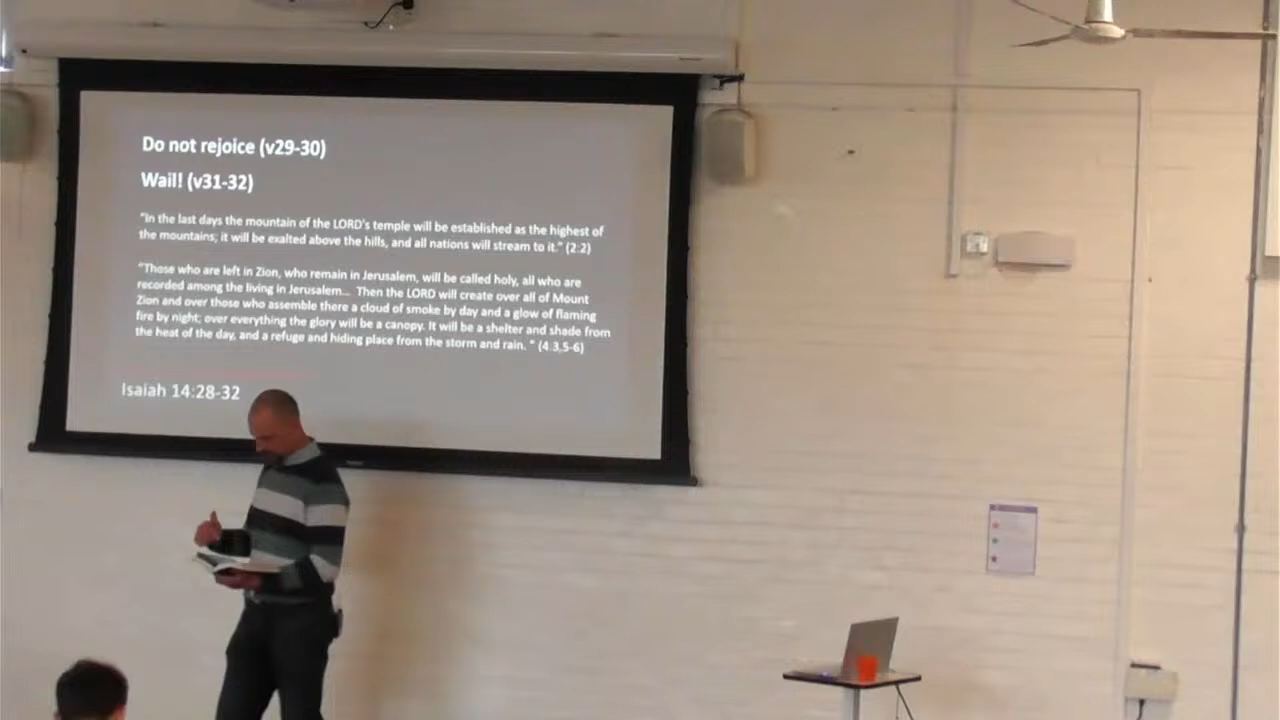 Do not rejoice (v29-30)
Wail! (v31-32)
"In the last days the mountain of the LORD's temple will be established as the highest of
the mountains; it will be exalted above the hills, and all nations will stream to it." (2:2)
"Those who are left in Zion, who remain in Jerusalem, will be called holy, all who are
recorded among the living in Jerusalem... Then the LORD will create over all of Mount
Zion and over those who assemble there a cloud of smoke by day and a glow of flaming
fire by night; over everything the glory will be a canopy. It will be a shelter and shade from
the heat of the day, and a refuge and hiding place from the storm and rain. " (4:3,5-6)
Isaiah 14:28-32